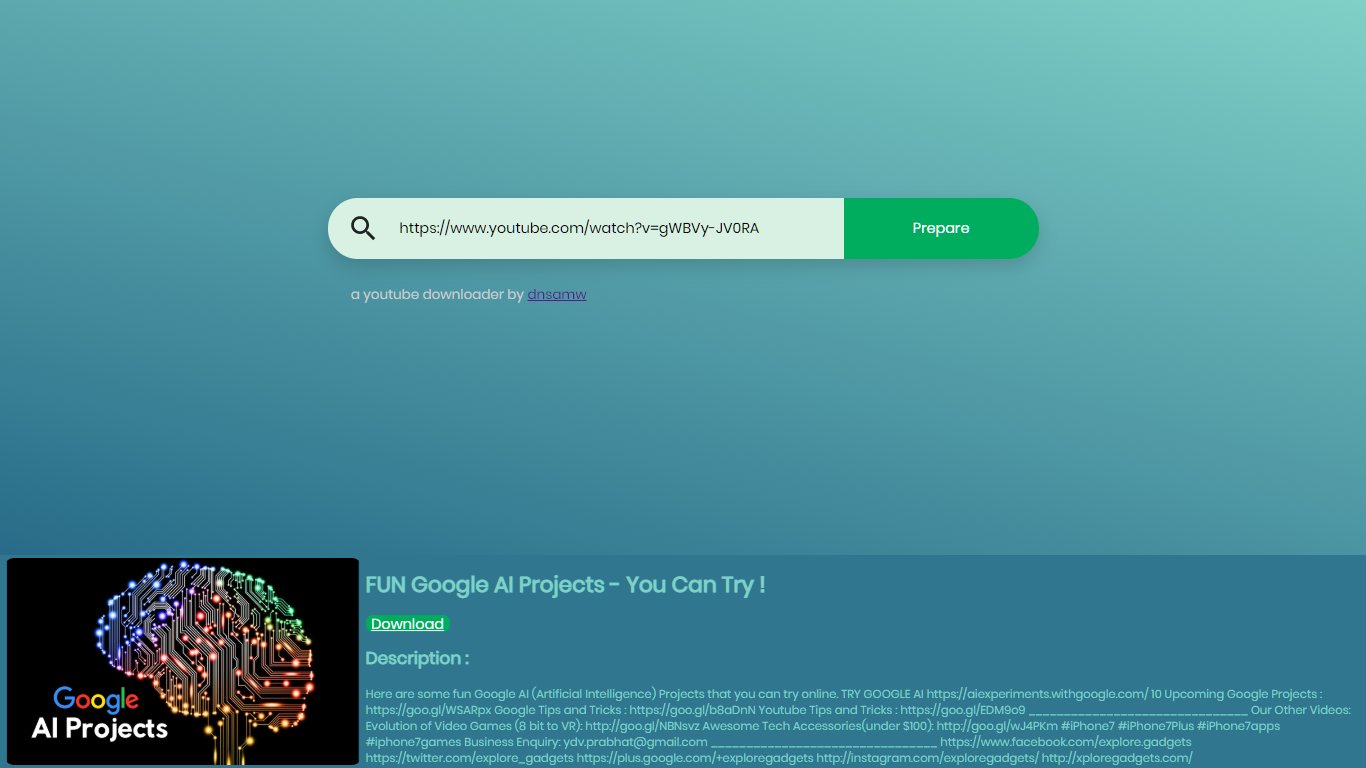 https://www.youtube.com/watch?v=gWBVy-JV0RA
Prepare
a youtube downloader by dnsamw
Google
AI Projects
FUN Google AI Projects - You Can Try !
Download
Description :
Here are some fun Google AI (Artificial Intelligence) Projects that you can try online. TRY GOOGLE AI https://aiexperiments.withgoogle.com/ 10 Upcoming Google Projects :
https://goo.gl/WSARpx Google Tips and Tricks : https://goo.gl/b8aDnN Youtube Tips and Tricks : https://goo.gl/EDM9o9 _______________________________ Our Other Videos:
Evolution of Video Games (8 bit to VR): http://goo.gl/NBNsvz Awesome Tech Accessories(under $100): http://goo.gl/wJ4PKm #iPhone7 #iPhone7Plus #iPhone7apps
#iphone7games Business Enquiry: ydv.prabhat@gmail.com ________________________________ https://www.facebook.com/explore.gadgets
https://twitter.com/explore_gadgets https://plus.google.com/+exploregadgets http://instagram.com/exploregadgets/ http://xploregadgets.com/